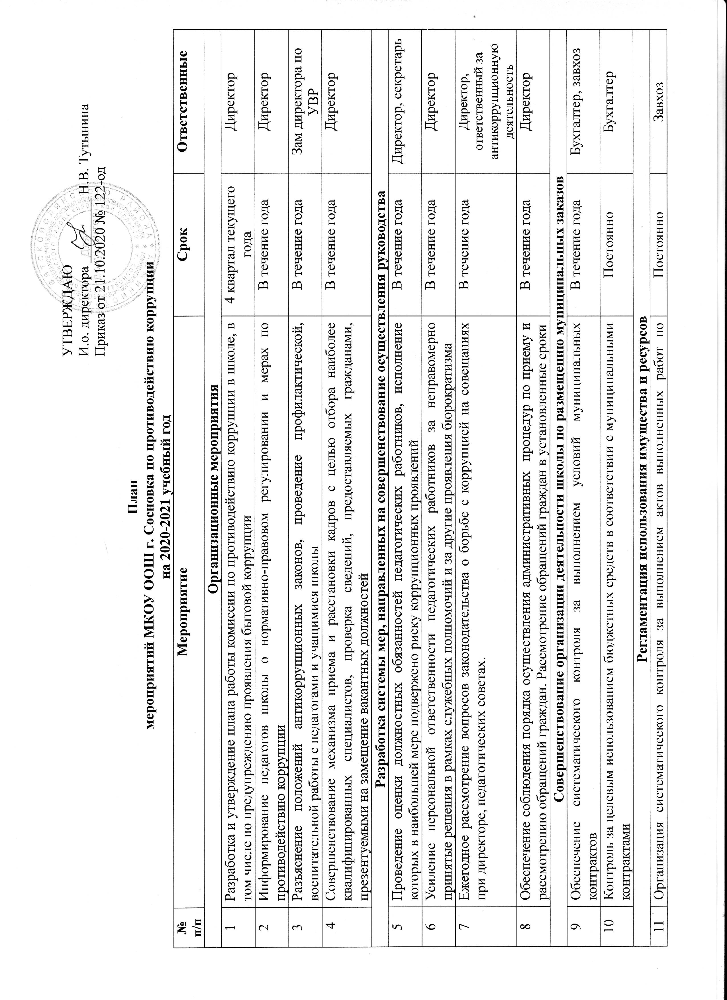 УТВЕРЖДАЮ
И.о. директора Н.В. Тутынина
Приказ от 21.10.2020 № 122-од
План
мероприятий МКОУ ООШ г. Сосновка по противодействию коррупции
на 2020-2021 учебный год
№ Мероприятие Срок Ответственные
п/п
Организационные мероприятия
1 Разработка и утверждение плана работы комиссии по противодействию коррупции в школе, в 4 квартал текущего Директор
том числе по предупреждению проявления бытовой коррупции года
2 Информирование педагогов школы о нормативно-правовом регулировании и мерах по В течение года Директор
противодействию коррупции
3 Разъяснение положений антикоррупционных законов, проведение профилактической, В течение года Зам директора по
воспитательной работы с педагогами и учащимися школы УВР
4 Совершенствование механизма приема и расстановки кадров с целью отбора наиболее В течение года Директор
квалифицированных специалистов, проверка сведений, предоставляемых гражданами,
презентуемыми на замещение вакантных должностей
Разработка системы мер, направленных на совершенствование осуществления руководства
5 Проведение оценки должностных обязанностей педагогических работников, исполнение В течение года Директор, секретарь
которых в наибольшей мере подвержено риску коррупционных проявлений
6 Усиление персональной ответственности педагогических работников за неправомерно В течение года Директор
принятые решения в рамках служебных полномочий и за другие проявления бюрократизма
7 Ежегодное рассмотрение вопросов законодательства о борьбе с коррупцией на совещаниях В течение года Директор,
при директоре, педагогических советах. ответственный за
антикоррупционную
деятельность
8 Обеспечение соблюдения порядка осуществления административных процедур по приему и В течение года Директор
рассмотрению обращений граждан. Рассмотрение обращений граждан в установленные сроки
Совершенствование организации деятельности школы по размещению муниципальных заказов
9 Обеспечение систематического контроля за выполнением условий муниципальных В течение года Бухгалтер, завхоз
контрактов
10 Контроль за целевым использованием бюджетных средств в соответствии с муниципальными Постоянно Бухгалтер
контрактами
Регламентация использования имущества и ресурсов
11 Организация систематического контроля за выполнением актов выполненных работ по Постоянно Завхоз